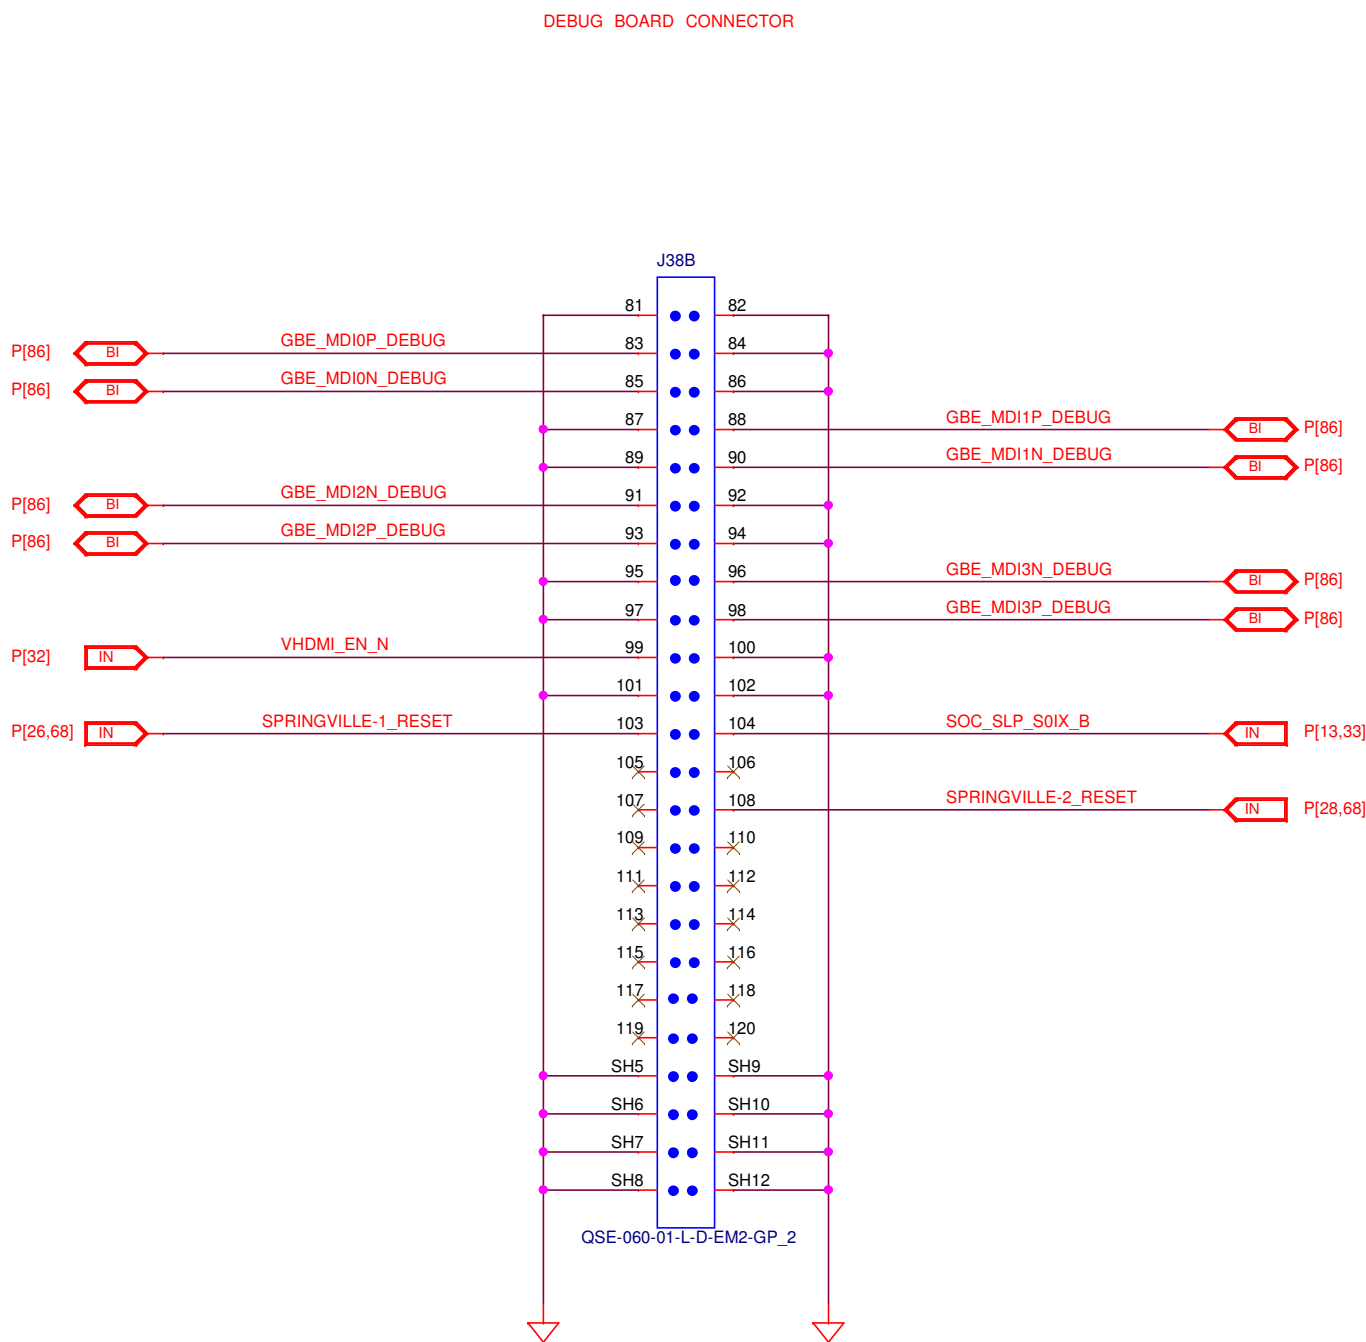 DEBUG BOARD CONNECTOR
J38B
81 82
P[86] BI GBE_MDI0P_DEBUG 83 84
P[86] BI GBE_MDI0N_DEBUG 85 86
87 88 GBE_MDI1P_DEBUG BI P[86]
89 90 GBE_MDI1N_DEBUG BI P[86]
P[86] BI GBE_MDI2N_DEBUG 91 92
P[86] BI GBE_MDI2P_DEBUG 93 94
95 96 GBE_MDI3N_DEBUG BI P[86]
97 98 GBE_MDI3P_DEBUG BI P[86]
P[32] IN VHDMI_EN_N 99 100
101 102
P[26,68] IN SPRINGVILLE-1_RESET 103 104 SOC_SLP_S0IX_B IN P[13,33]
105 106
107 108 SPRINGVILLE-2_RESET IN P[28,68]
109 110
111 112
113 114
115 116
117 118
119 120
SH5 SH9
SH6 SH10
SH7 SH11
SH8 SH12
QSE-060-01-L-D-EM2-GP_2